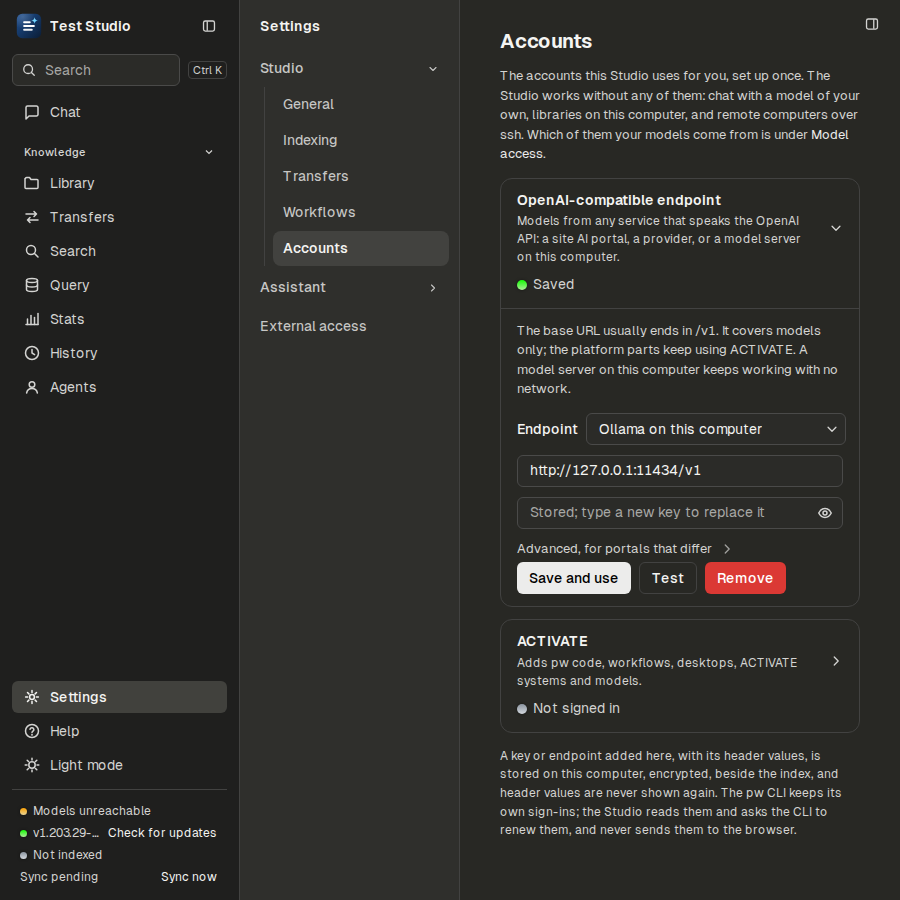 Test Studio
Search
Ctrl K
Chat
Knowledge
Library
Transfers
Search
Query
Stats
History
Agents
Settings
Help
Light mode
Models unreachable
v1.203.29-... Check for updates
Not indexed
Sync pending Sync now
Settings
Studio
General
Indexing
Transfers
Workflows
Accounts
Assistant
External access
Accounts
The accounts this Studio uses for you, set up once. The
Studio works without any of them: chat with a model of your
own, libraries on this computer, and remote computers over
ssh. Which of them your models come from is under Model
access.
OpenAI-compatible endpoint
Models from any service that speaks the OpenAI
API: a site AI portal, a provider, or a model server
on this computer.
Saved
The base URL usually ends in /v1. It covers models
only; the platform parts keep using ACTIVATE. A
model server on this computer keeps working with no
network.
Endpoint Ollama on this computer
http://127.0.0.1:11434/v1
Stored; type a new key to replace it
Advanced, for portals that differ
Save and use Test Remove
ACTIVATE
Adds pw code, workflows, desktops, ACTIVATE
systems and models.
Not signed in
A key or endpoint added here, with its header values, is
stored on this computer, encrypted, beside the index, and
header values are never shown again. The pw CLI keeps its
own sign-ins; the Studio reads them and asks the CLI to
renew them, and never sends them to the browser.